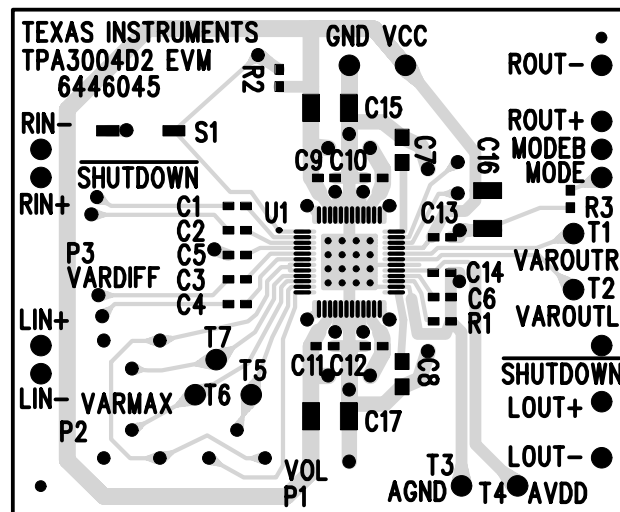 TEXAS INSTRUMENTS
TPA3004D2 EVM
6446045
GND VCC
R2
ROUT-
C15
RIN-
S1
ROUT+
C7
MODEB
C9
C10
C16
MODE
SHUTDOWN
RIN+
C1
U1
R3
C2
C13
T1
P3
C5
VAROUTR
VARDIFF
C3
C14
T2
C4
C6
LIN+
R1
VAROUTL
T7
C11
C12
C8
SHUTDOWN
LIN-
VARMAX
T6
T5
LOUT+
P2
C17
VOL
T3
LOUT-
P1
AGND
T4
AVDD